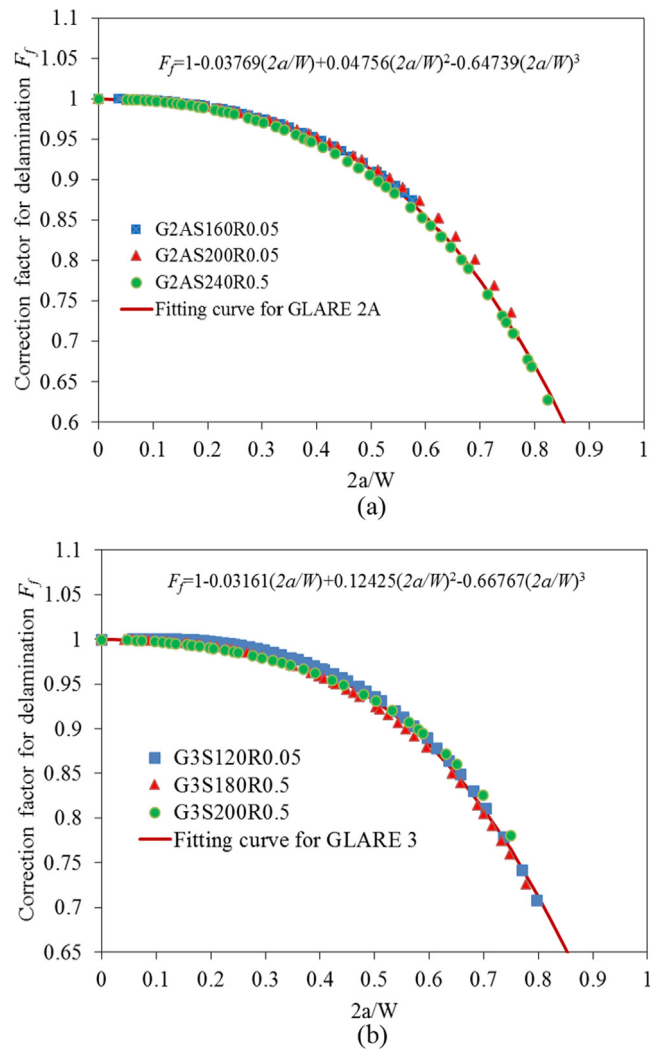 1.1
1.05
1
0.95
0.9
0.85
0.8
0.75
0.7
0.65
0.6
Correction factor for delamination F_f
F_f=1-0.03769(2a/W)+0.04756(2a/W)²-0.64739(2a/W)³
G2AS160R0.05
G2AS200R0.05
G2AS240R0.5
Fitting curve for GLARE 2A
0 0.1 0.2 0.3 0.4 0.5 0.6 0.7 0.8 0.9 1
2a/W
(a)
1.1
1.05
1
0.95
0.9
0.85
0.8
0.75
0.7
0.65
Correction factor for delamination F_f
F_f=1-0.03161(2a/W)+0.12425(2a/W)²-0.66767(2a/W)³
G3S120R0.05
G3S180R0.5
G3S200R0.5
Fitting curve for GLARE 3
0 0.1 0.2 0.3 0.4 0.5 0.6 0.7 0.8 0.9 1
2a/W
(b)